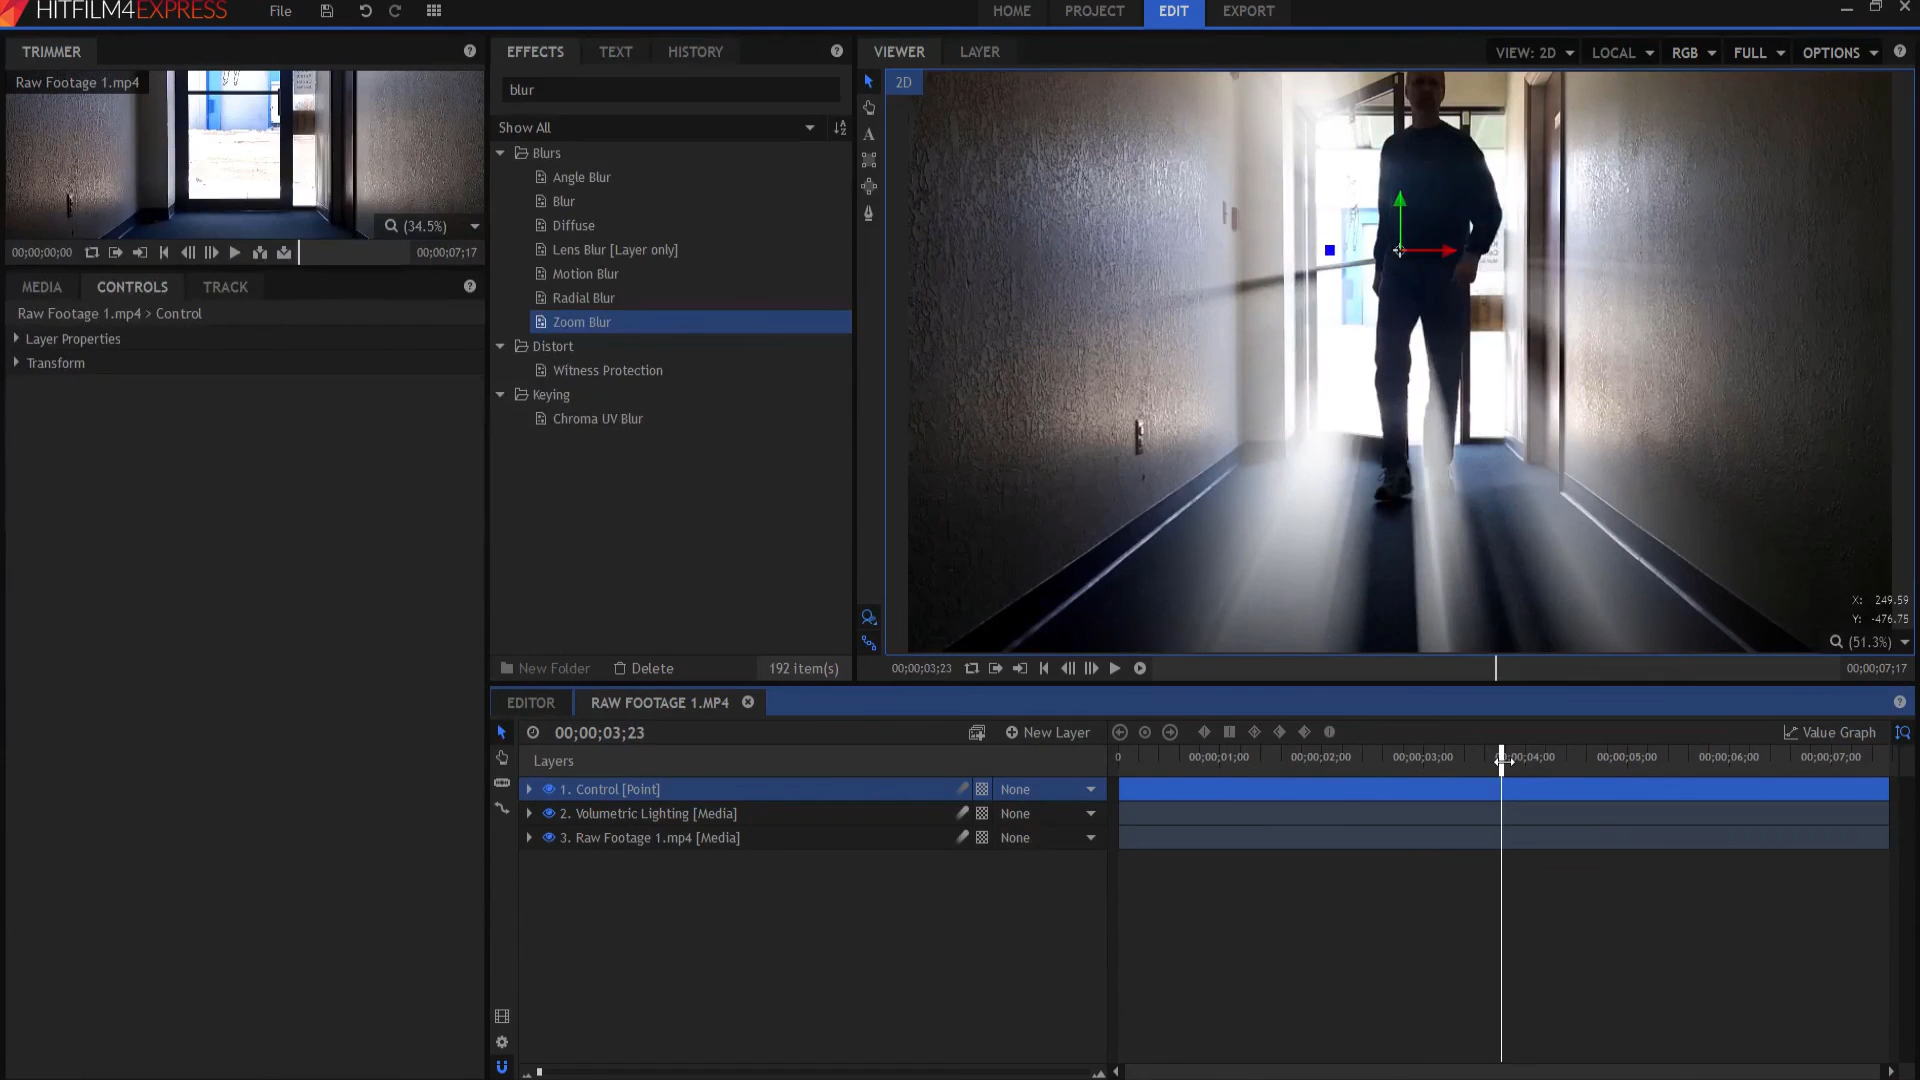 HITFILM4EXPRESS
File
HOME
PROJECT
EDIT
EXPORT
TRIMMER
Raw Footage 1.mp4
(34.5%)
00;00;00;00
00;00;07;17
MEDIA
CONTROLS
TRACK
Raw Footage 1.mp4 > Control
Layer Properties
Transform
EFFECTS
TEXT
HISTORY
blur
Show All
Blurs
Angle Blur
Blur
Diffuse
Lens Blur [Layer only]
Motion Blur
Radial Blur
Zoom Blur
Distort
Witness Protection
Keying
Chroma UV Blur
New Folder
Delete
192 item(s)
VIEWER
LAYER
VIEW: 2D
LOCAL
RGB
FULL
OPTIONS
2D
X: 249.59
Y: -476.75
(51.3%)
00;00;03;23
00;00;07;17
EDITOR
RAW FOOTAGE 1.MP4
00;00;03;23
New Layer
Value Graph
Layers
0
00;00;01;00
00;00;02;00
00;00;03;00
00;00;04;00
00;00;05;00
00;00;06;00
00;00;07;00
1. Control [Point]
None
2. Volumetric Lighting [Media]
None
3. Raw Footage 1.mp4 [Media]
None